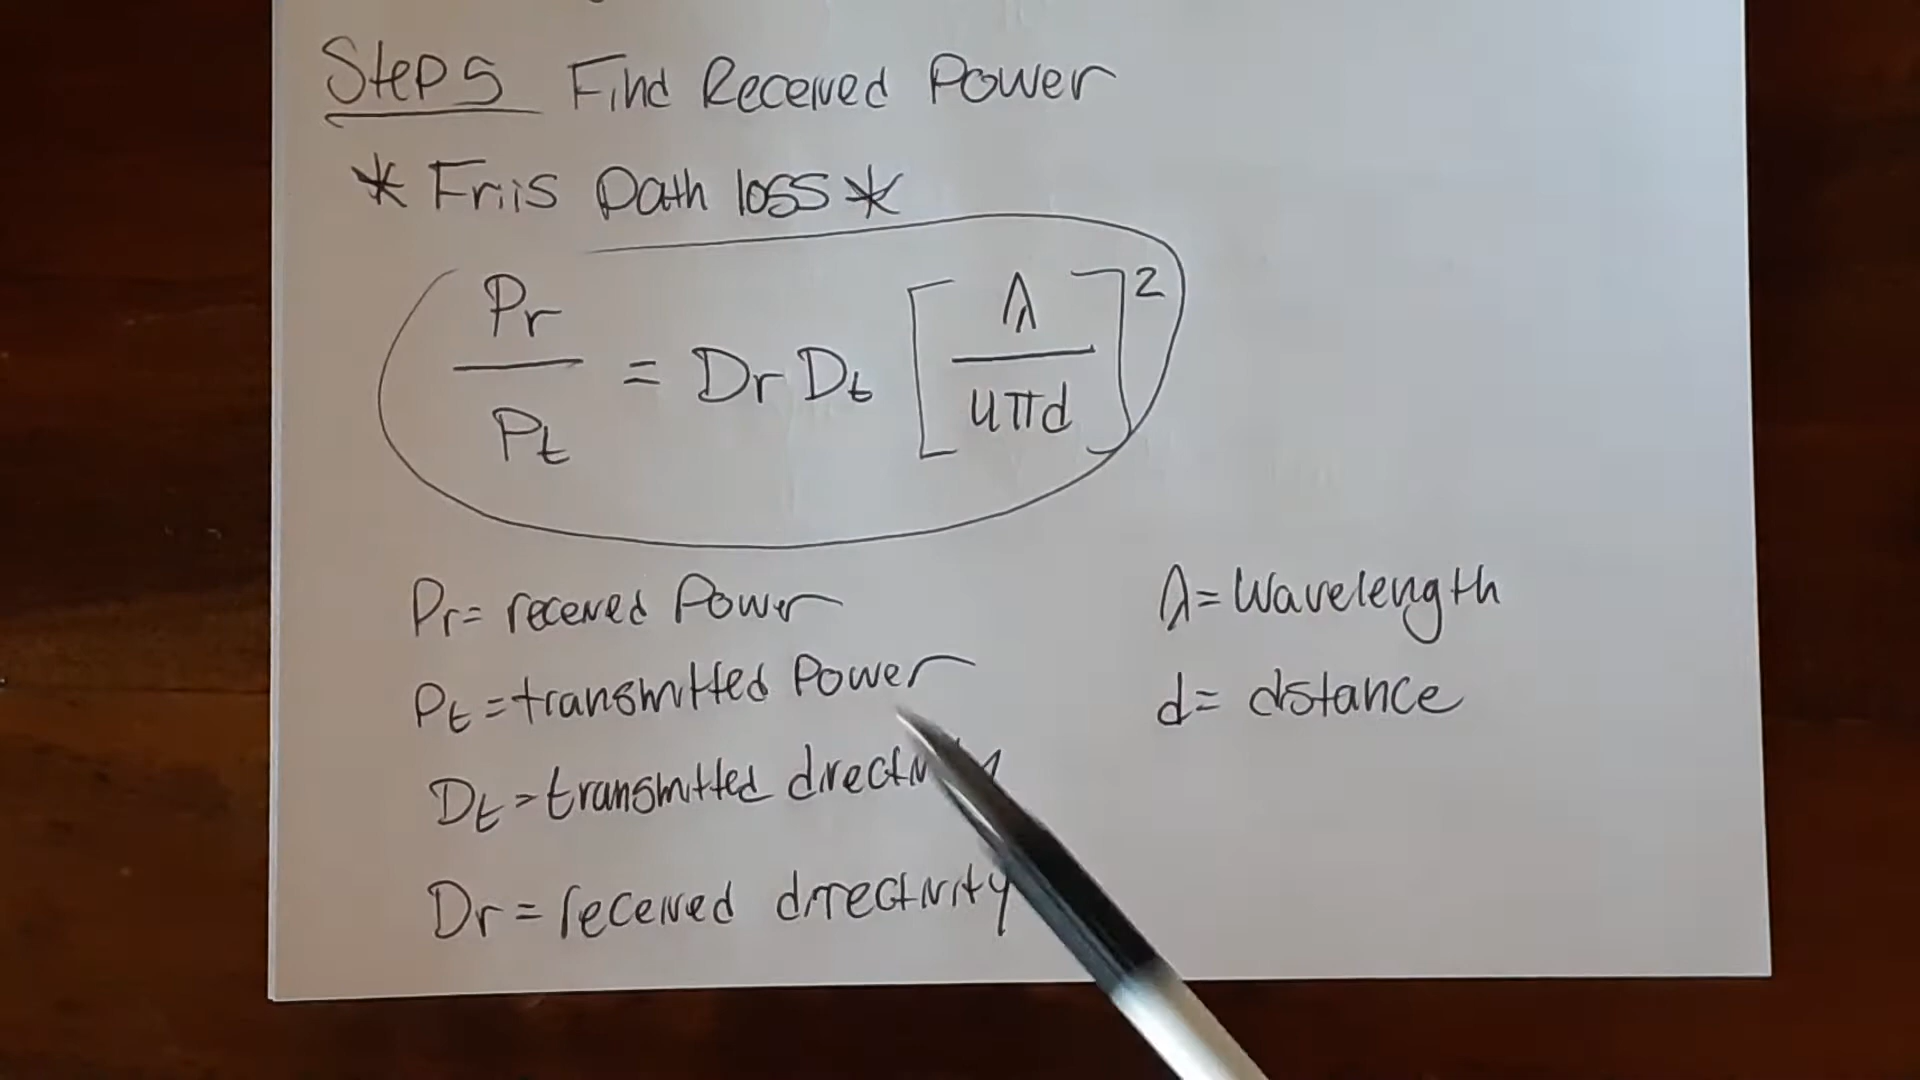 Step 5 Find Received Power
* Friis Path loss *
Pr / Pt = Dr Dt [ λ / 4πd ]²
Pr = received Power
Pt = transmitted Power
Dt = transmitted
Dr = received directivity
λ = Wavelength
d = distance